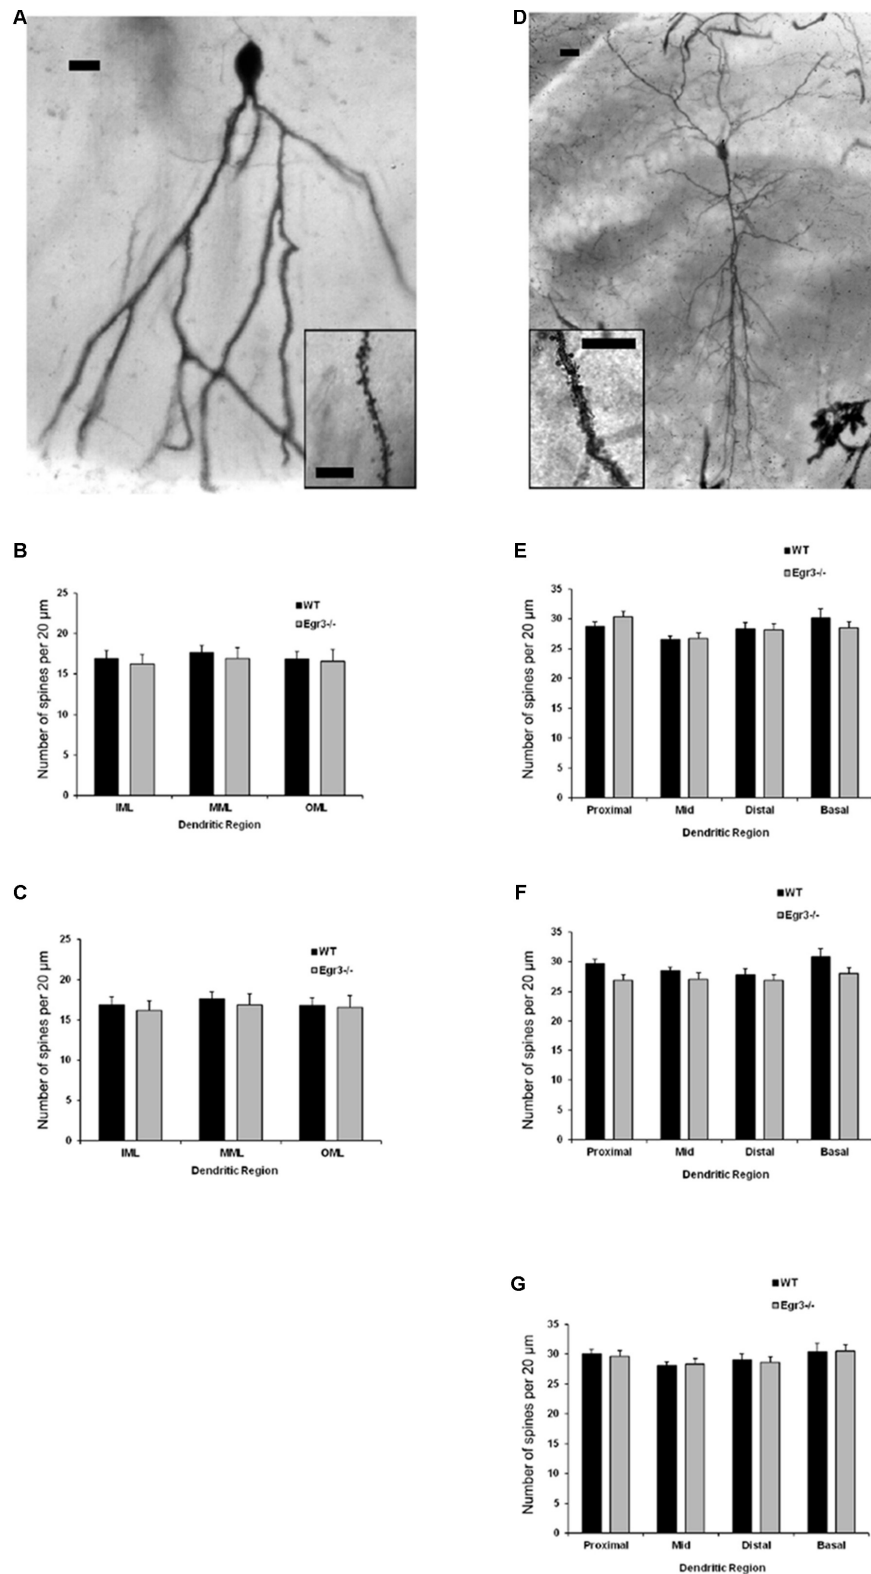 A
D
B
WT
Egr3-/-
25
20
15
10
5
0
Number of spines per 20 µm
IML MML OML
Dendritic Region
E
WT
Egr3-/-
35
30
25
20
15
10
5
0
Number of spines per 20 µm
Proximal Mid Distal Basal
Dendritic Region
C
WT
Egr3-/-
25
20
15
10
5
0
Number of spines per 20 µm
IML MML OML
Dendritic Region
F
WT
Egr3-/-
35
30
25
20
15
10
5
0
Number of spines per 20 µm
Proximal Mid Distal Basal
Dendritic Region
G
WT
Egr3-/-
35
30
25
20
15
10
5
0
Number of spines per 20 µm
Proximal Mid Distal Basal
Dendritic Region